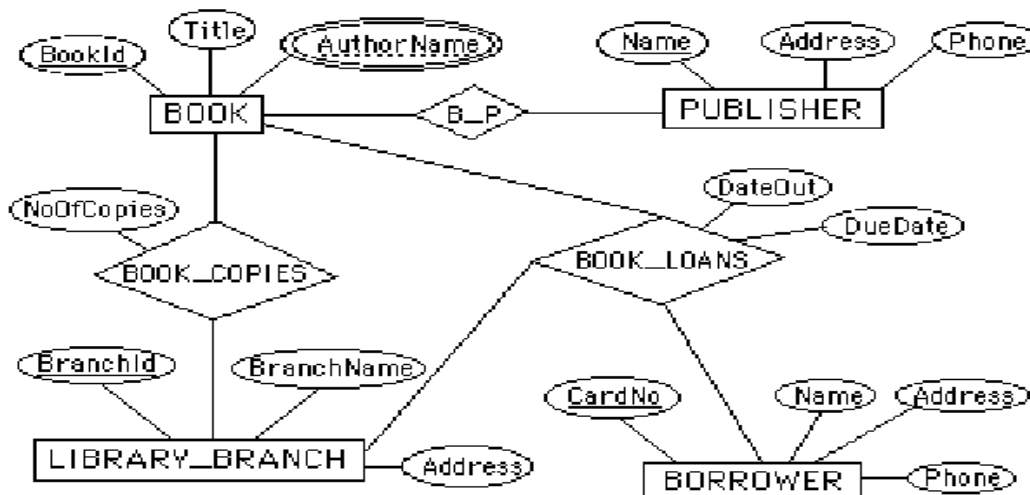 Title
AuthorName
Name
Address
Phone
BookId
BOOK
B_P
PUBLISHER
DateOut
NoOfCopies
DueDate
BOOK_COPIES
BOOK_LOANS
BranchId
BranchName
CardNo
Name
Address
LIBRARY_BRANCH
Address
BORROWER
Phone